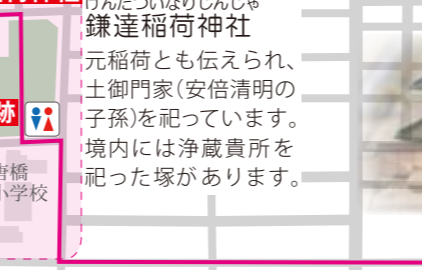 けんたついなりじんじゃ
鎌達稲荷神社
元稲荷とも伝えられ、
土御門家(安倍清明の
子孫)を祀っています。
境内には浄蔵貴所を
祀った塚があります。
跡
唐橋
小学校